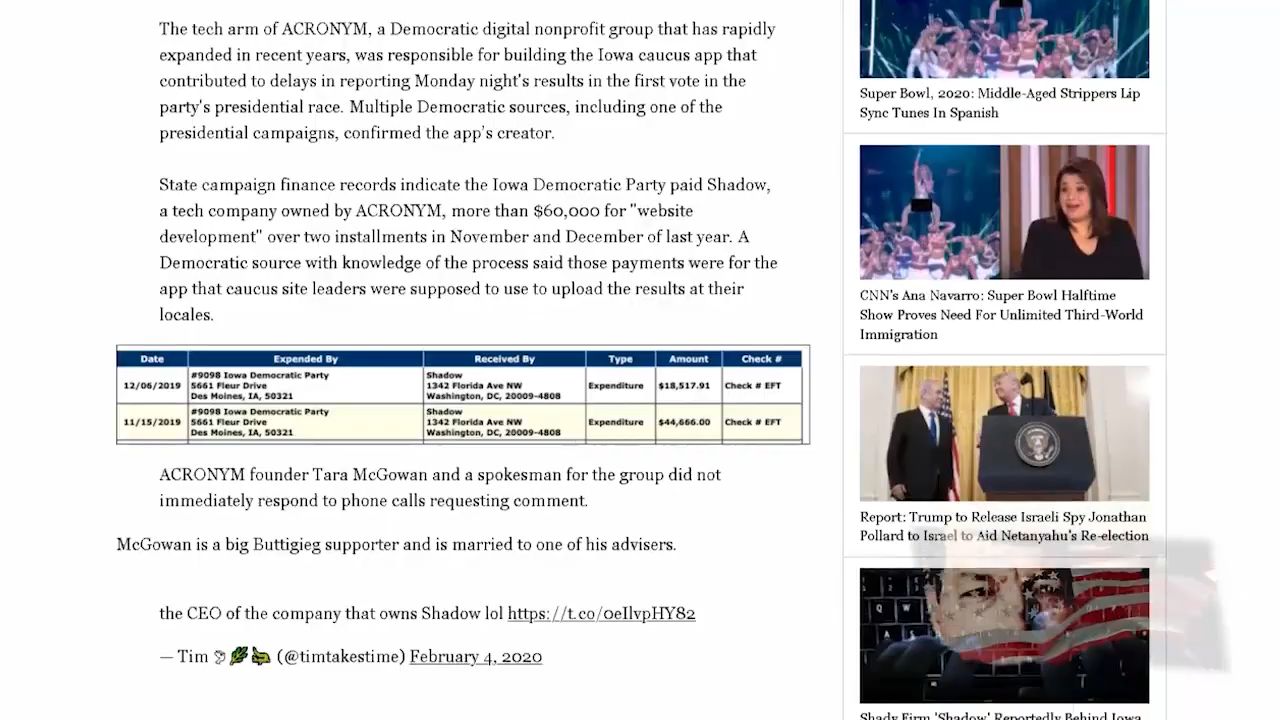 The tech arm of ACRONYM, a Democratic digital nonprofit group that has rapidly
expanded in recent years, was responsible for building the Iowa caucus app that
contributed to delays in reporting Monday night's results in the first vote in the
party's presidential race. Multiple Democratic sources, including one of the
presidential campaigns, confirmed the app's creator.
State campaign finance records indicate the Iowa Democratic Party paid Shadow,
a tech company owned by ACRONYM, more than $60,000 for "website
development" over two installments in November and December of last year. A
Democratic source with knowledge of the process said those payments were for the
app that caucus site leaders were supposed to use to upload the results at their
locales.
Date Expended By Received By Type Amount Check #
#9098 Iowa Democratic Party Shadow
12/06/2019 5661 Fleur Drive 1342 Florida Ave NW Expenditure $18,517.91 Check # EFT
Des Moines, IA, 50321 Washington, DC, 20009-4808
#9098 Iowa Democratic Party Shadow
11/15/2019 5661 Fleur Drive 1342 Florida Ave NW Expenditure $44,666.00 Check # EFT
Des Moines, IA, 50321 Washington, DC, 20009-4808
ACRONYM founder Tara McGowan and a spokesman for the group did not
immediately respond to phone calls requesting comment.
McGowan is a big Buttigieg supporter and is married to one of his advisers.
the CEO of the company that owns Shadow lol https://t.co/0eIlvpHY82
— Tim 🕊🌿🐊 (@timtakestime) February 4, 2020
Super Bowl, 2020: Middle-Aged Strippers Lip
Sync Tunes In Spanish
CNN's Ana Navarro: Super Bowl Halftime
Show Proves Need For Unlimited Third-World
Immigration
Report: Trump to Release Israeli Spy Jonathan
Pollard to Israel to Aid Netanyahu's Re-election
Q W
A S
Shady Firm 'Shadow' Reportedly Behind Iowa